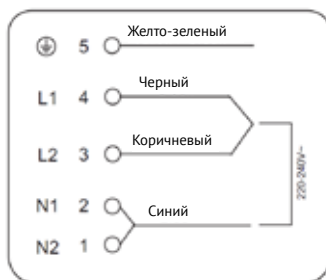 5 Желто-зеленый
L1 4 Черный
L2 3 Коричневый
N1 2
Синий
N2 1
220-240V~